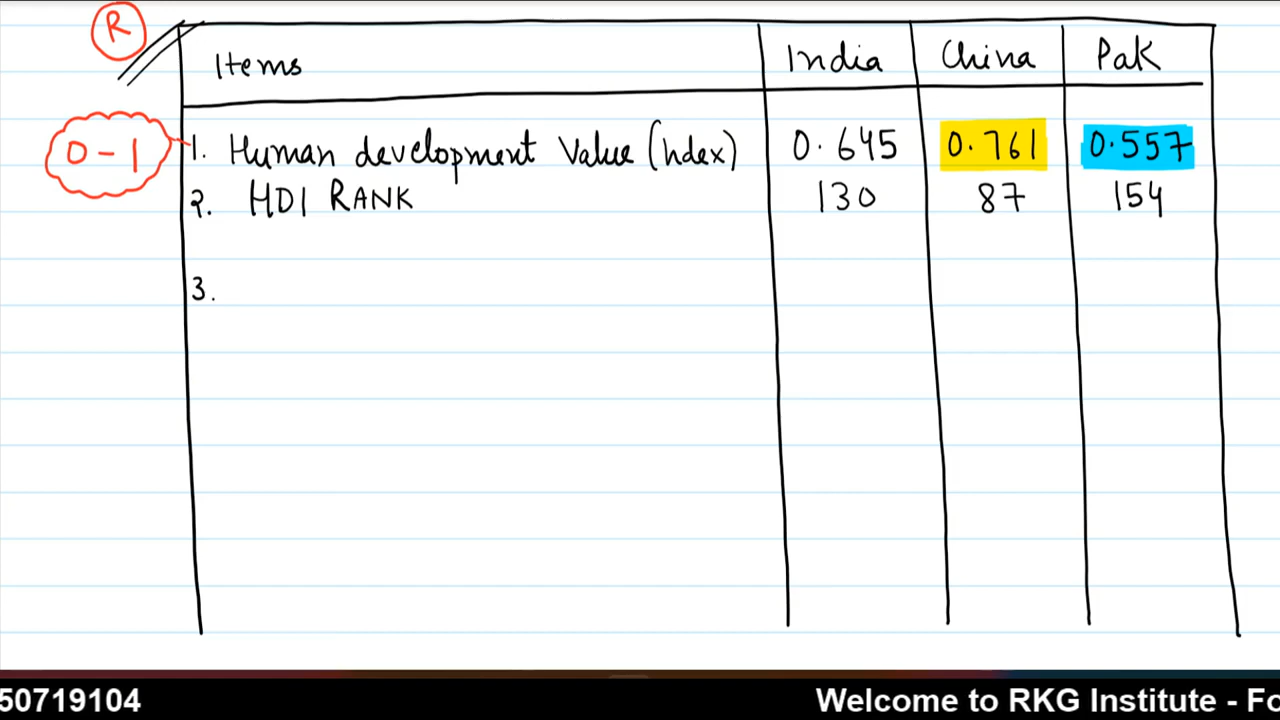 R
Items India China Pak
0-1
1. Human development Value (Index) 0.645 0.761 0.557
2. HDI RANK 130 87 154
3.
50719104 Welcome to RKG Institute - Fo